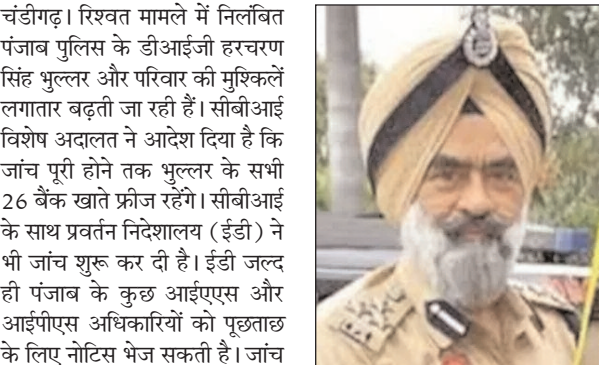 चंडीगढ़। रिश्वत मामले में निलंबित
पंजाब पुलिस के डीआईजी हरचरण
सिंह भुल्लर और परिवार की मुश्किलें
लगातार बढ़ती जा रही हैं। सीबीआई
विशेष अदालत ने आदेश दिया है कि
जांच पूरी होने तक भुल्लर के सभी
26 बैंक खाते फ्रीज रहेंगे। सीबीआई
के साथ प्रवर्तन निदेशालय (ईडी) ने
भी जांच शुरू कर दी है। ईडी जल्द
ही पंजाब के कुछ आईएएस और
आईपीएस अधिकारियों को पूछताछ
के लिए नोटिस भेज सकती है। जांच